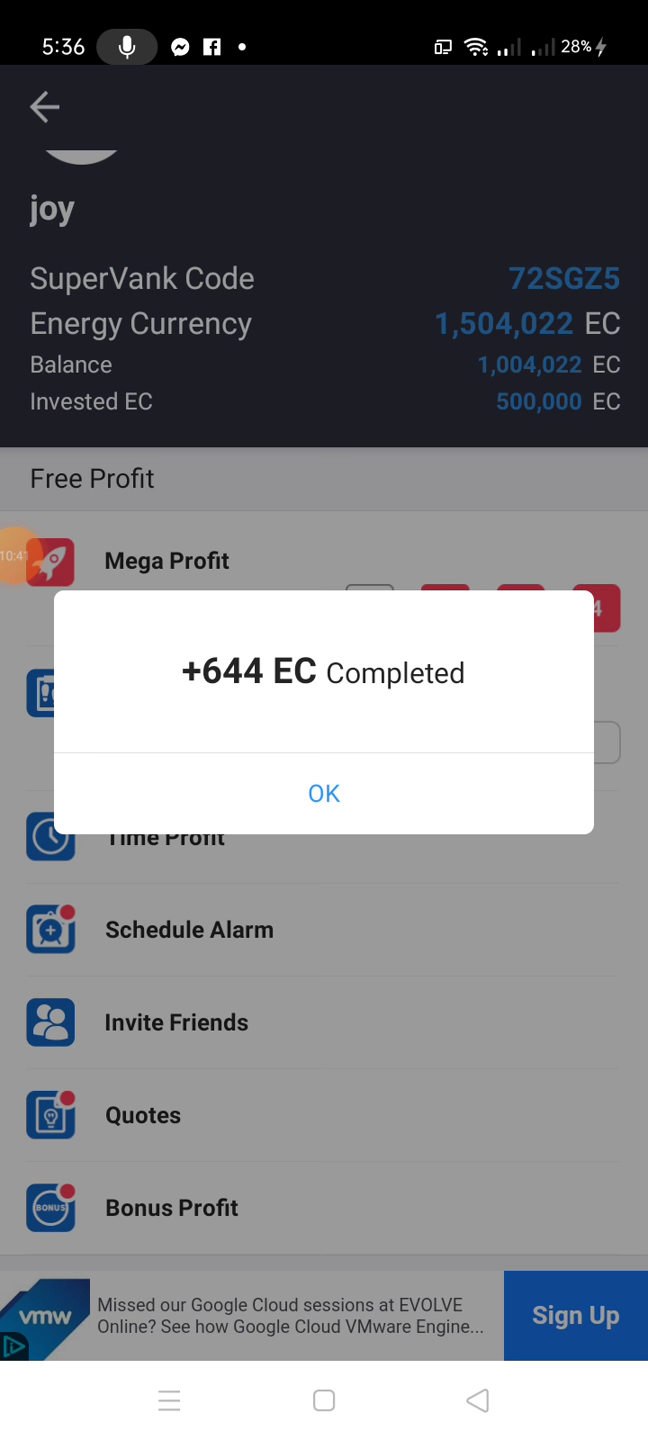 5:36 28%
joy
SuperVank Code 72SGZ5
Energy Currency 1,504,022 EC
Balance 1,004,022 EC
Invested EC 500,000 EC
Free Profit
10:41
Mega Profit
4
+644 EC Completed
OK
Time Profit
Schedule Alarm
Invite Friends
Quotes
BONUS
Bonus Profit
vmw
Missed our Google Cloud sessions at EVOLVE
Online? See how Google Cloud VMware Engine...
Sign Up